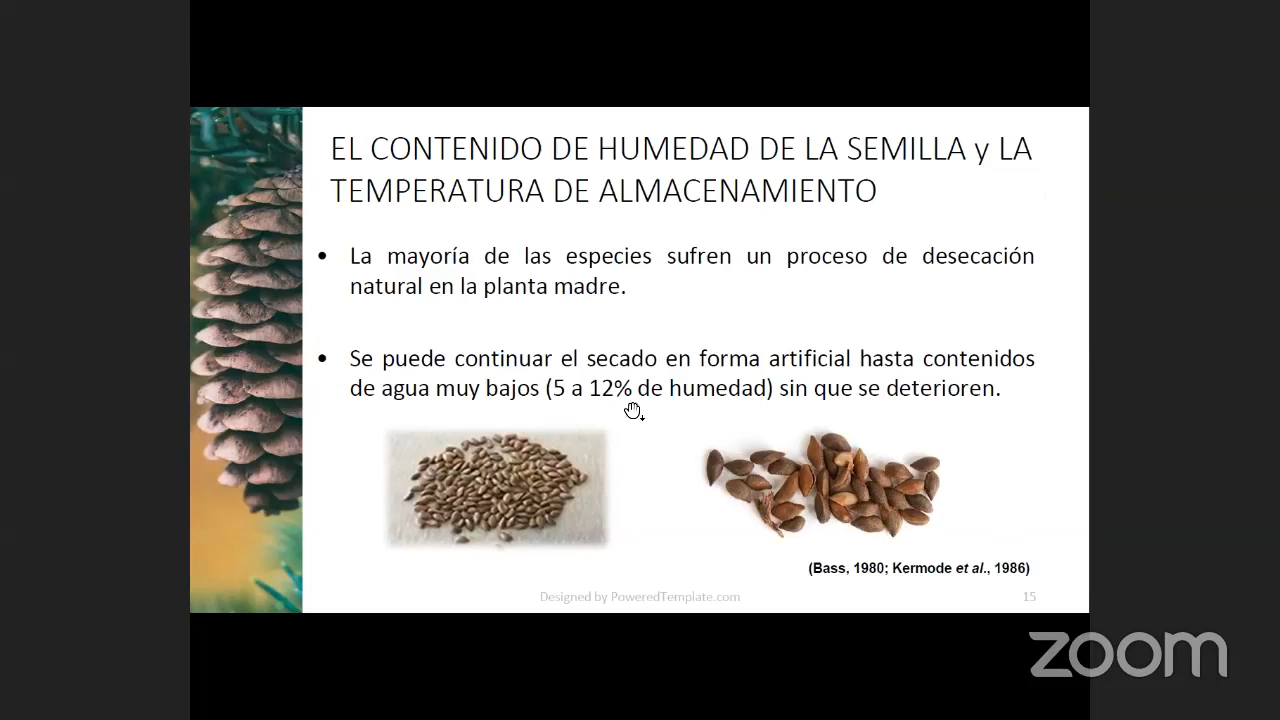 EL CONTENIDO DE HUMEDAD DE LA SEMILLA y LA
TEMPERATURA DE ALMACENAMIENTO
• La mayoría de las especies sufren un proceso de desecación
natural en la planta madre.
• Se puede continuar el secado en forma artificial hasta contenidos
de agua muy bajos (5 a 12% de humedad) sin que se deterioren.
(Bass, 1980; Kermode et al., 1986)
Designed by PoweredTemplate.com
15
zoom